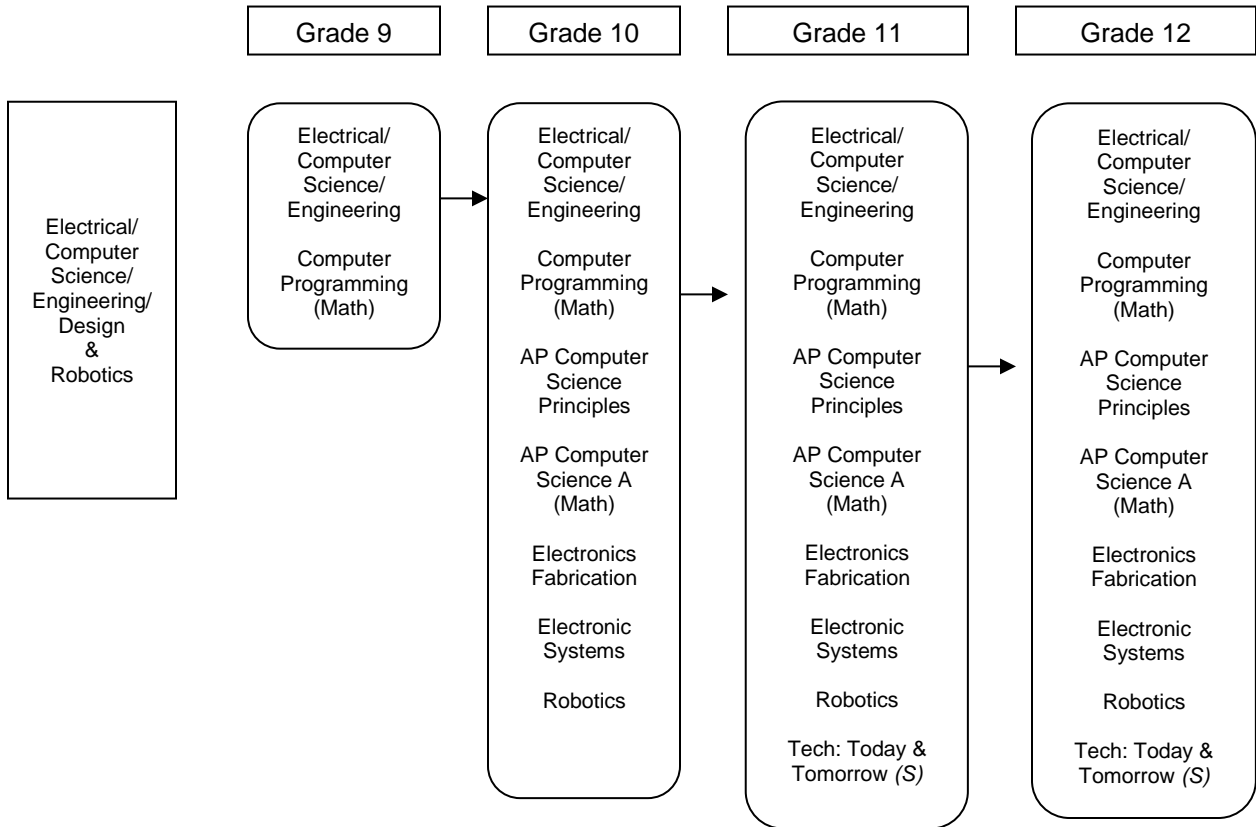 Grade 9
Grade 10
Grade 11
Grade 12
Electrical/
Computer
Science/
Engineering/
Design
&
Robotics
Electrical/
Computer
Science/
Engineering
Computer
Programming
(Math)
Electrical/
Computer
Science/
Engineering
Computer
Programming
(Math)
AP Computer
Science
Principles
AP Computer
Science A
(Math)
Electronics
Fabrication
Electronic
Systems
Robotics
Electrical/
Computer
Science/
Engineering
Computer
Programming
(Math)
AP Computer
Science
Principles
AP Computer
Science A
(Math)
Electronics
Fabrication
Electronic
Systems
Robotics
Tech: Today &
Tomorrow (S)
Electrical/
Computer
Science/
Engineering
Computer
Programming
(Math)
AP Computer
Science
Principles
AP Computer
Science A
(Math)
Electronics
Fabrication
Electronic
Systems
Robotics
Tech: Today &
Tomorrow (S)